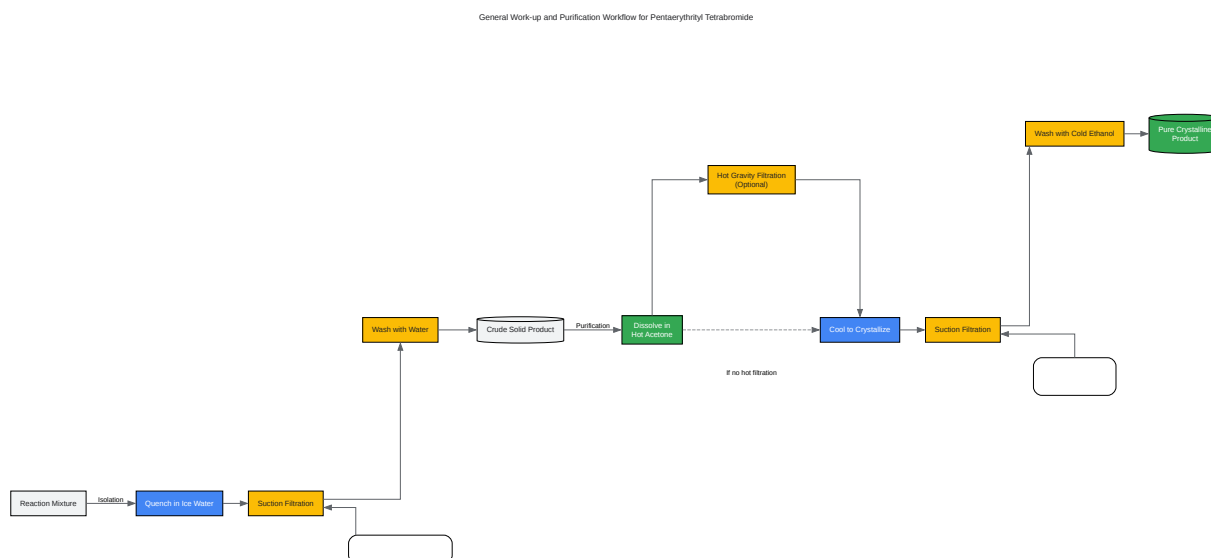 General Work-up and Purification Workflow for Pentaerythrityl Tetrabromide
Wash with Cold Ethanol
Pure Crystalline
Product
Hot Gravity Filtration
(Optional)
Wash with Water
Crude Solid Product
Purification
Dissolve in
Hot Acetone
Cool to Crystallize
Suction Filtration
If no hot filtration
Reaction Mixture
Isolation
Quench in Ice Water
Suction Filtration